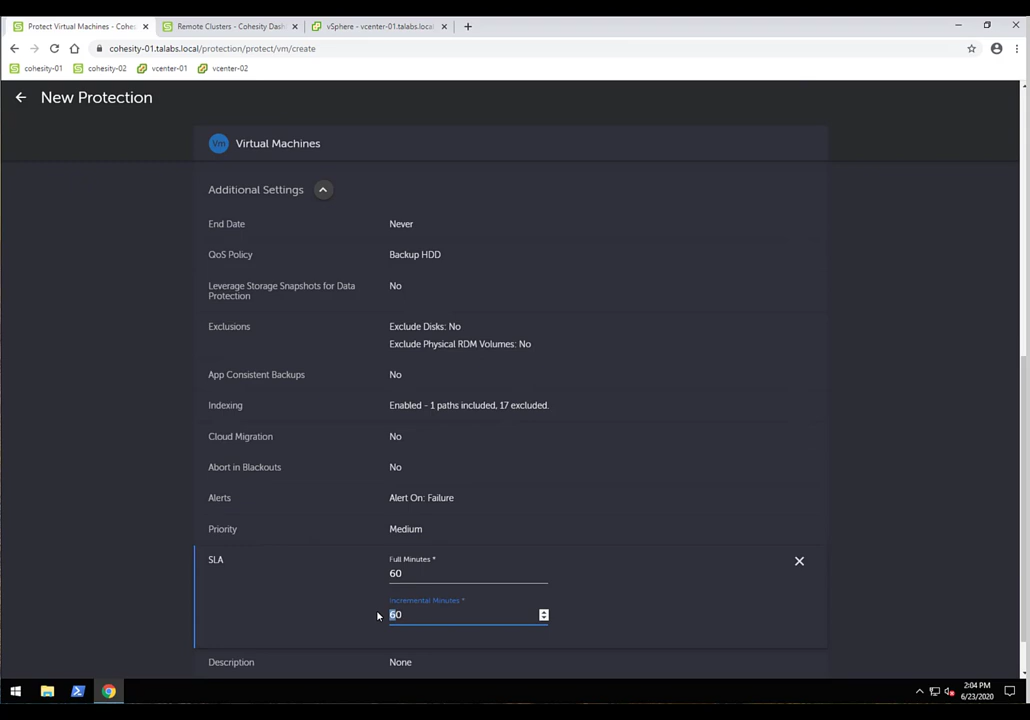 Protect Virtual Machines - Cohes
Remote Clusters - Cohesity Dash
vSphere - vcenter-01.talabs.local
cohesity-01.talabs.local/protection/protect/vm/create
cohesity-01
cohesity-02
vcenter-01
vcenter-02
New Protection
Vm
Virtual Machines
Additional Settings
End Date
Never
QoS Policy
Backup HDD
Leverage Storage Snapshots for Data
Protection
No
Exclusions
Exclude Disks: No
Exclude Physical RDM Volumes: No
App Consistent Backups
No
Indexing
Enabled - 1 paths included, 17 excluded.
Cloud Migration
No
Abort in Blackouts
No
Alerts
Alert On: Failure
Priority
Medium
SLA
Full Minutes *
60
Incremental Minutes *
60
Description
None
2:04 PM
6/23/2020